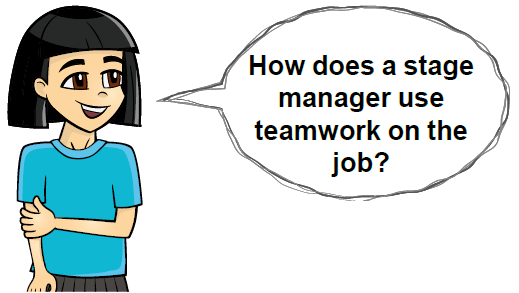 How does a stage
manager use
teamwork on the
job?